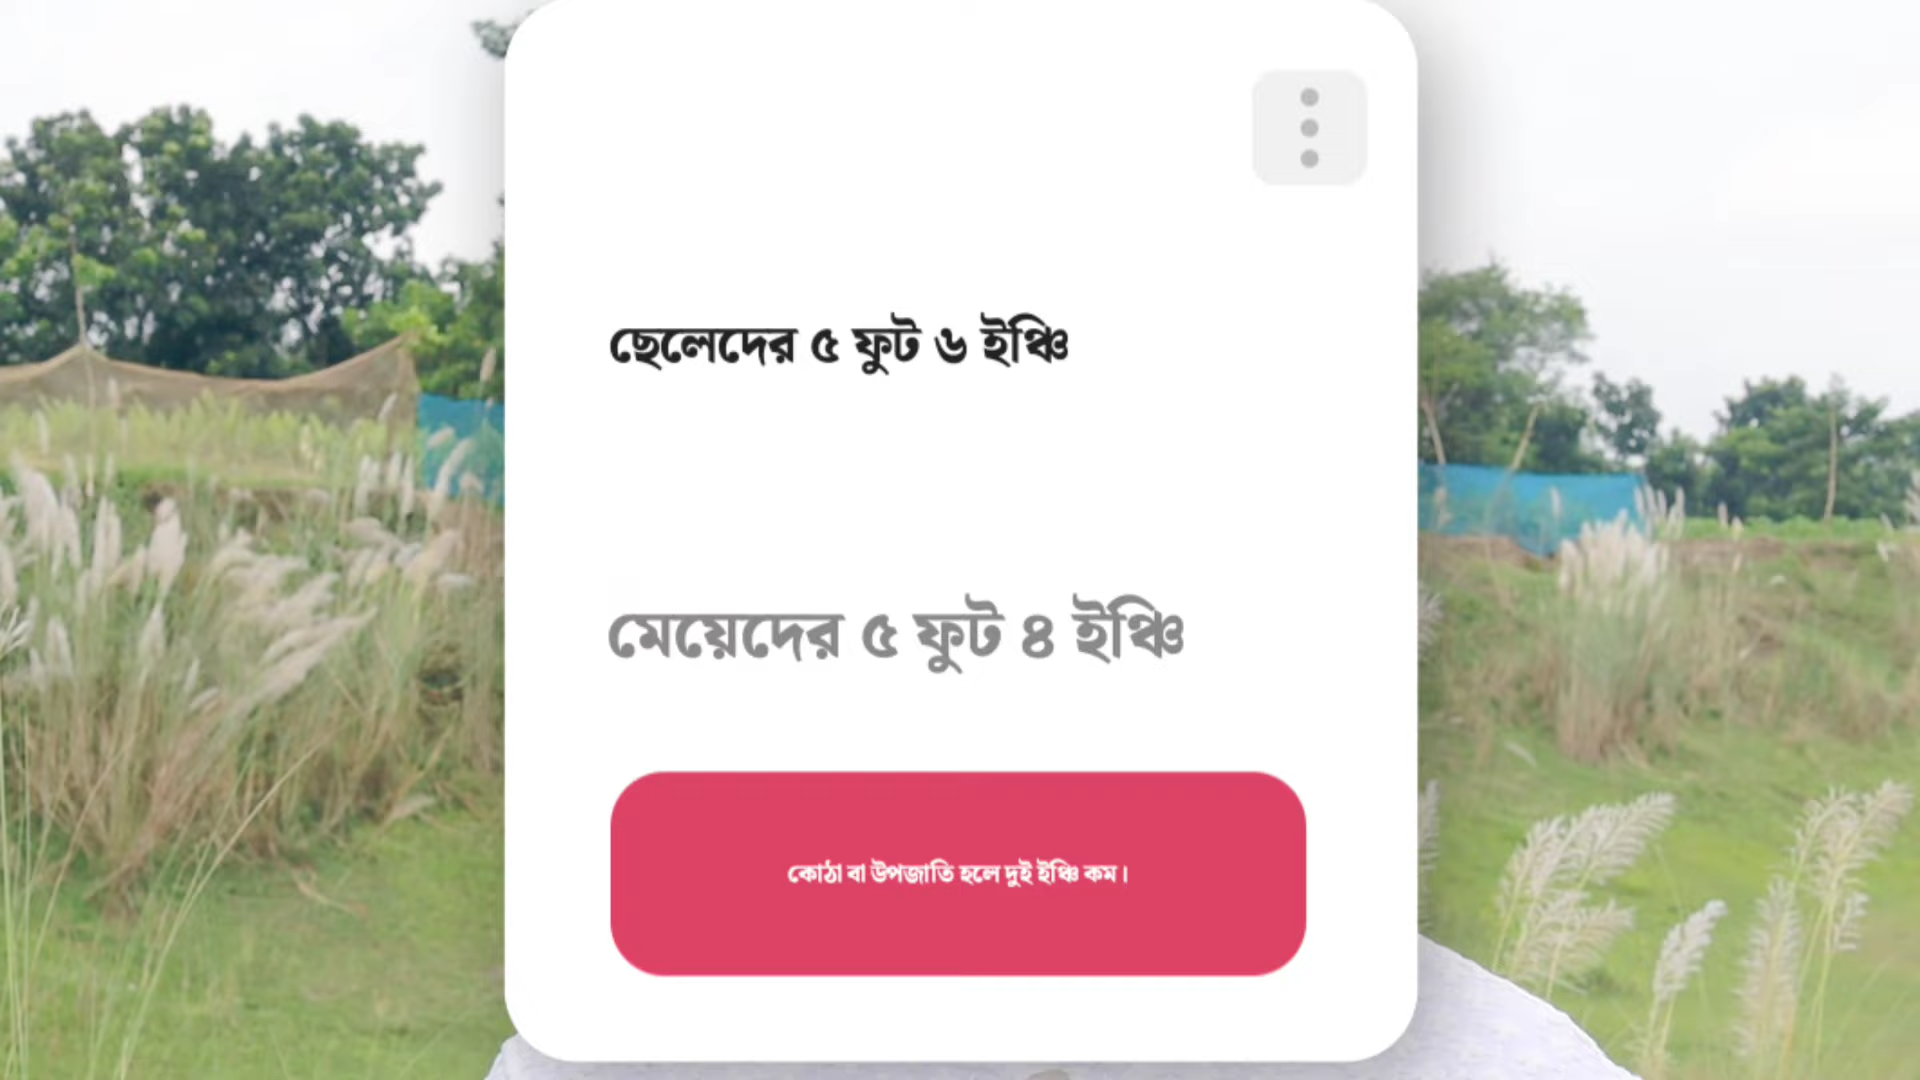 ছেলেদের ৫ ফুট ৬ ইঞ্চি
মেয়েদের ৫ ফুট ৪ ইঞ্চি
কোঠা বা উপজাতি হলে দুই ইঞ্চি কম।